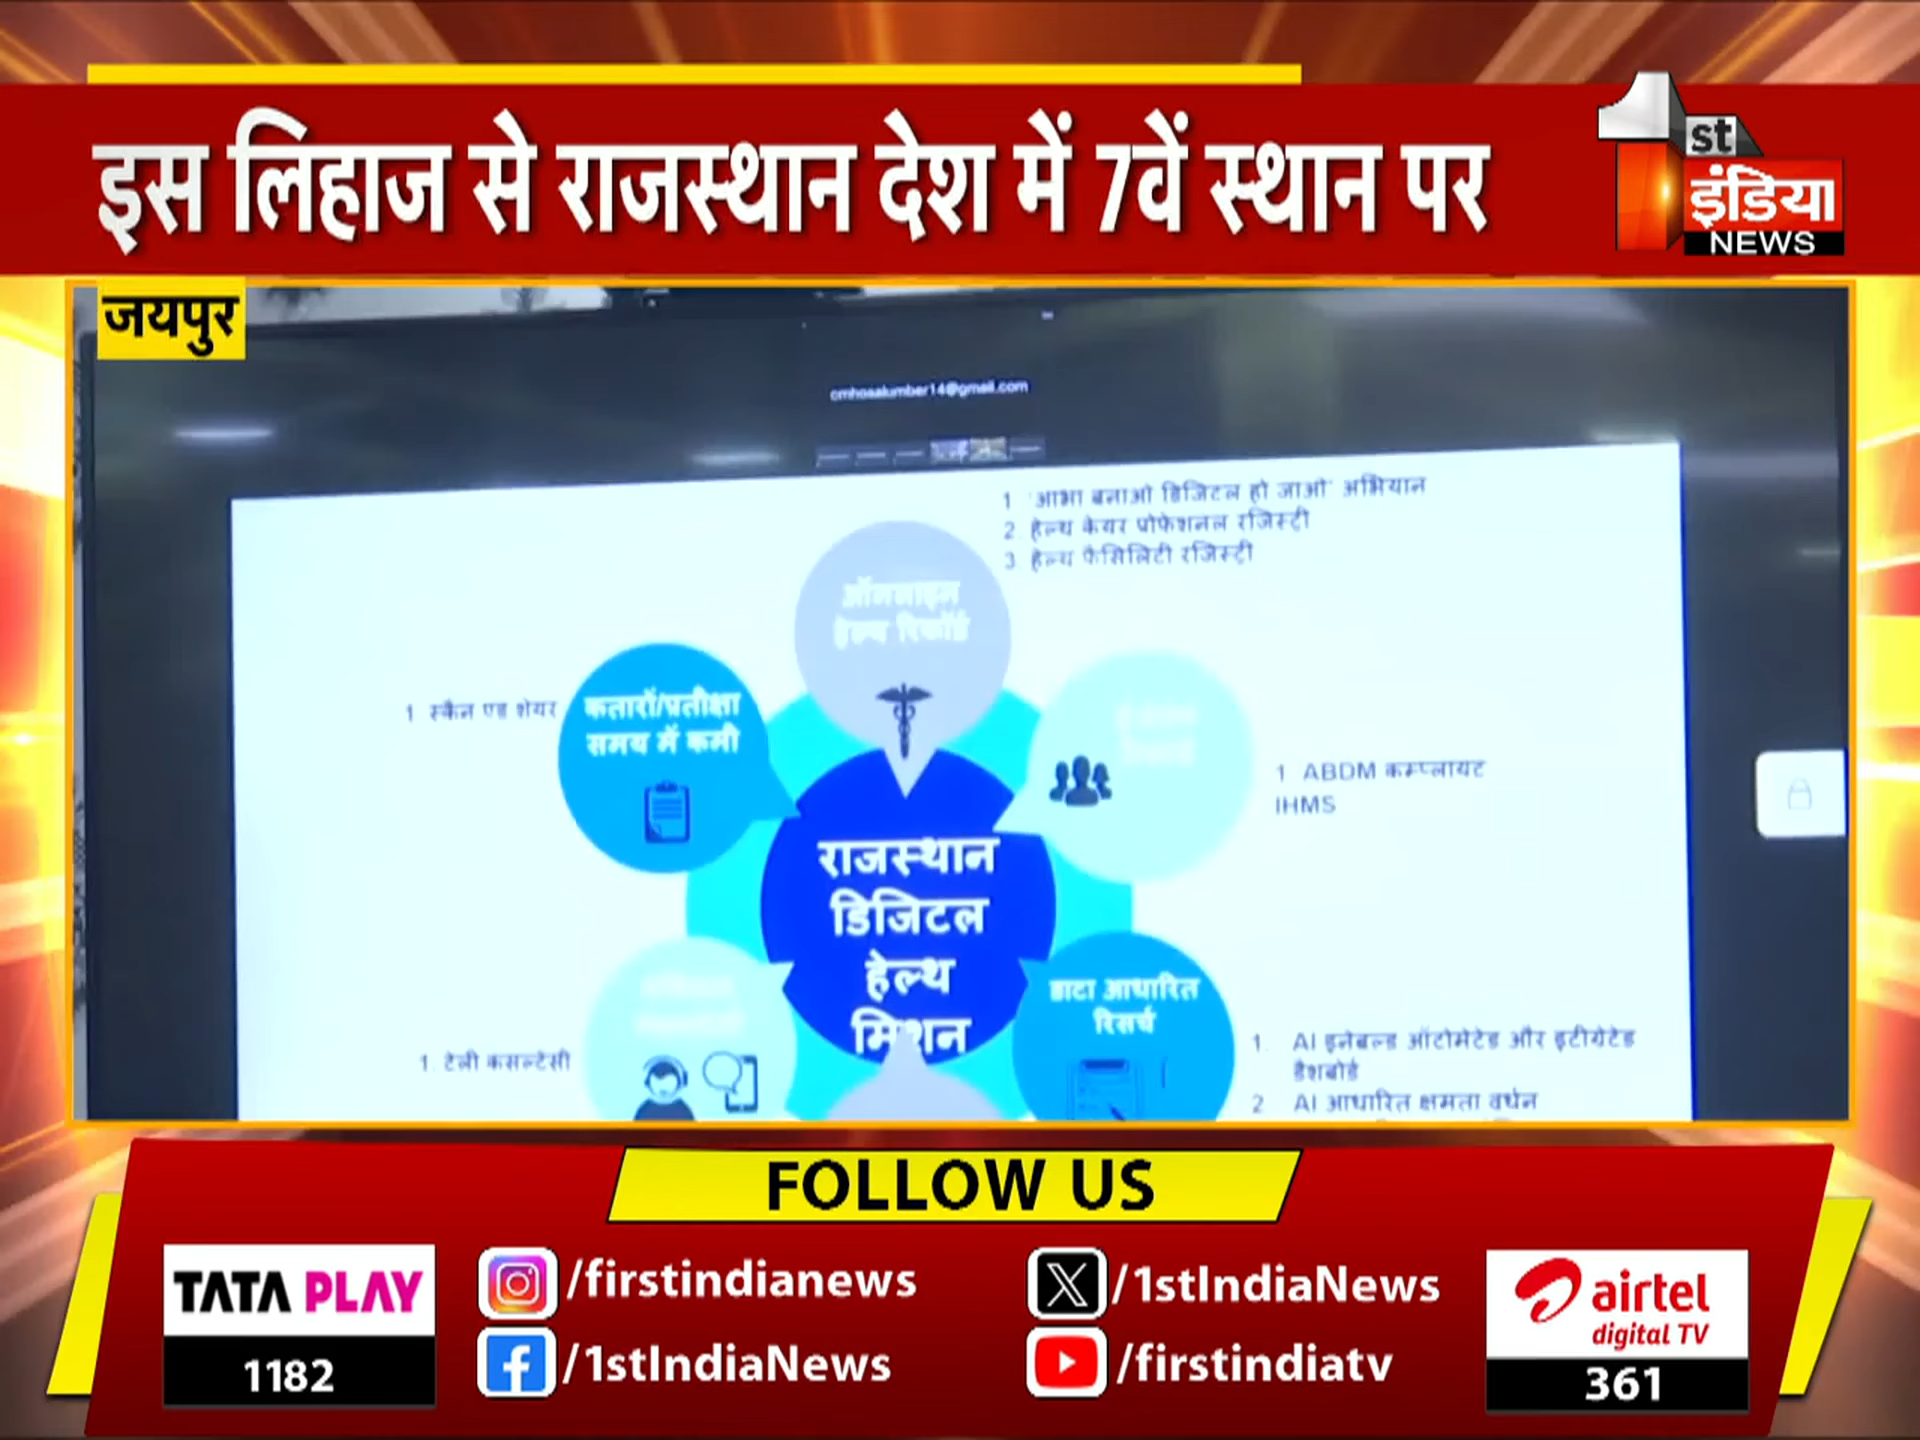 इस लिहाज से राजस्थान देश में 7वें स्थान पर
1st
इंडिया
NEWS
जयपुर
cmhosalumber14@gmail.com
1 'आभा बनाओ डिजिटल हो जाओ' अभियान
2 हेल्थ केयर प्रोफेशनल रजिस्ट्री
3 हेल्थ फैसिलिटी रजिस्ट्री
ऑनलाइन
हेल्थ रिकॉर्ड
1 स्कैन एंड शेयर
कतारों/प्रतीक्षा
समय में कमी
1 ABDM कम्प्लायंट
IHMS
राजस्थान
डिजिटल
हेल्थ
मिशन
डाटा आधारित
रिसर्च
1. टेली कंसल्टेंसी
1. AI इनेबल्ड ऑटोमेटेड और इंटीग्रेटेड
डैशबोर्ड
2 AI आधारित क्षमता वर्धन
FOLLOW US
TATA PLAY
1182
/firstindianews
/1stIndiaNews
/1stIndiaNews
/firstindiatv
airtel
digital TV
361